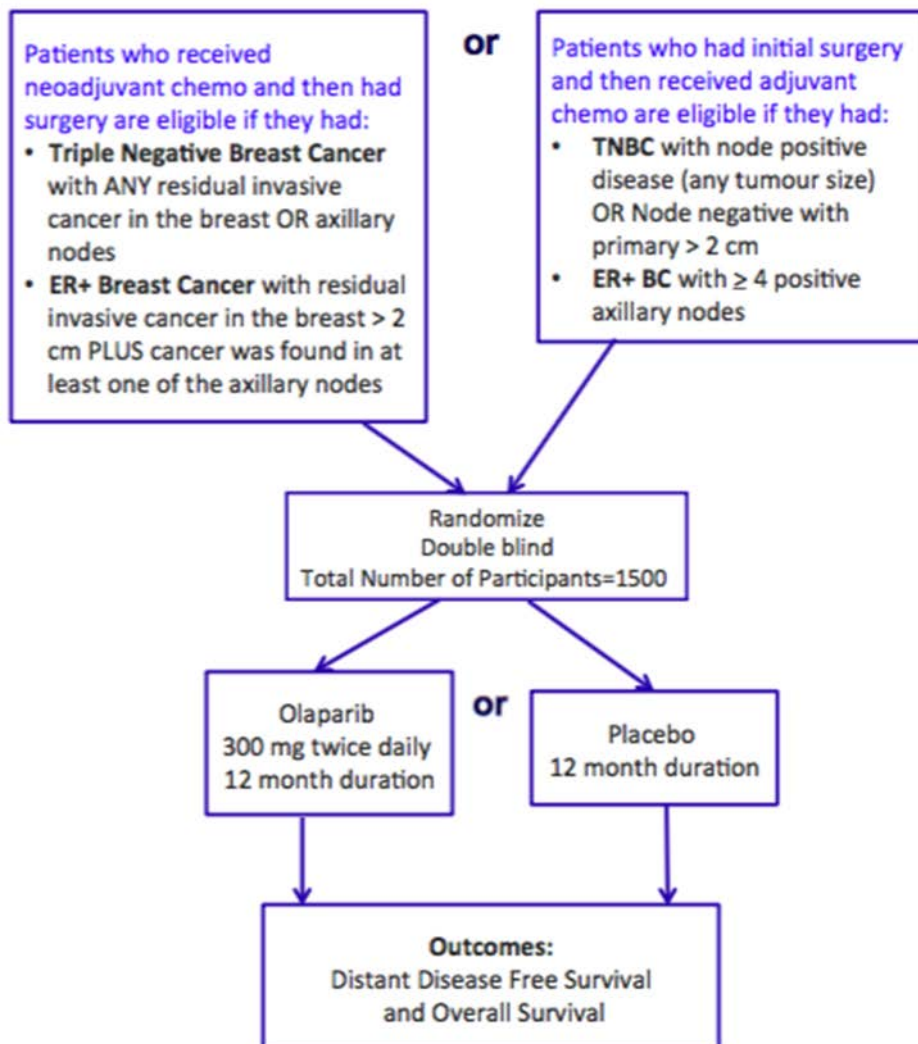 Patients who received
neoadjuvant chemo and then had
surgery are eligible if they had:
• Triple Negative Breast Cancer
with ANY residual invasive
cancer in the breast OR axillary
nodes
• ER+ Breast Cancer with residual
invasive cancer in the breast > 2
cm PLUS cancer was found in at
least one of the axillary nodes
or
Patients who had initial surgery
and then received adjuvant
chemo are eligible if they had:
• TNBC with node positive
disease (any tumour size)
OR Node negative with
primary > 2 cm
• ER+ BC with ≥ 4 positive
axillary nodes
Randomize
Double blind
Total Number of Participants=1500
Olaparib
300 mg twice daily
12 month duration
or
Placebo
12 month duration
Outcomes:
Distant Disease Free Survival
and Overall Survival